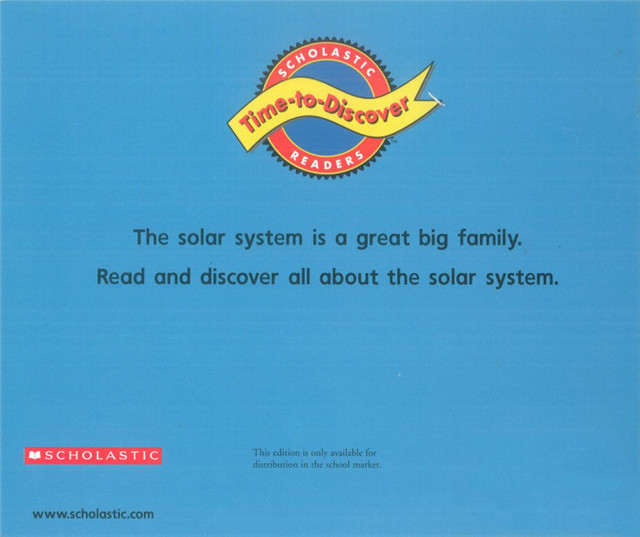 SCHOLASTIC
Time-to-Discover
READERS
The solar system is a great big family.
Read and discover all about the solar system.
SCHOLASTIC
This edition is only available for
distribution in the school market.
www.scholastic.com